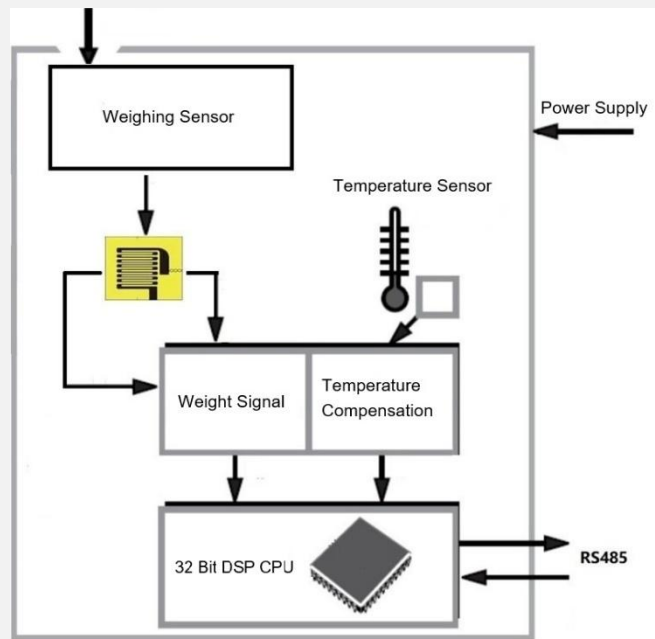 Weighing Sensor
Power Supply
Temperature Sensor
Weight Signal
Temperature
Compensation
32 Bit DSP CPU
RS485